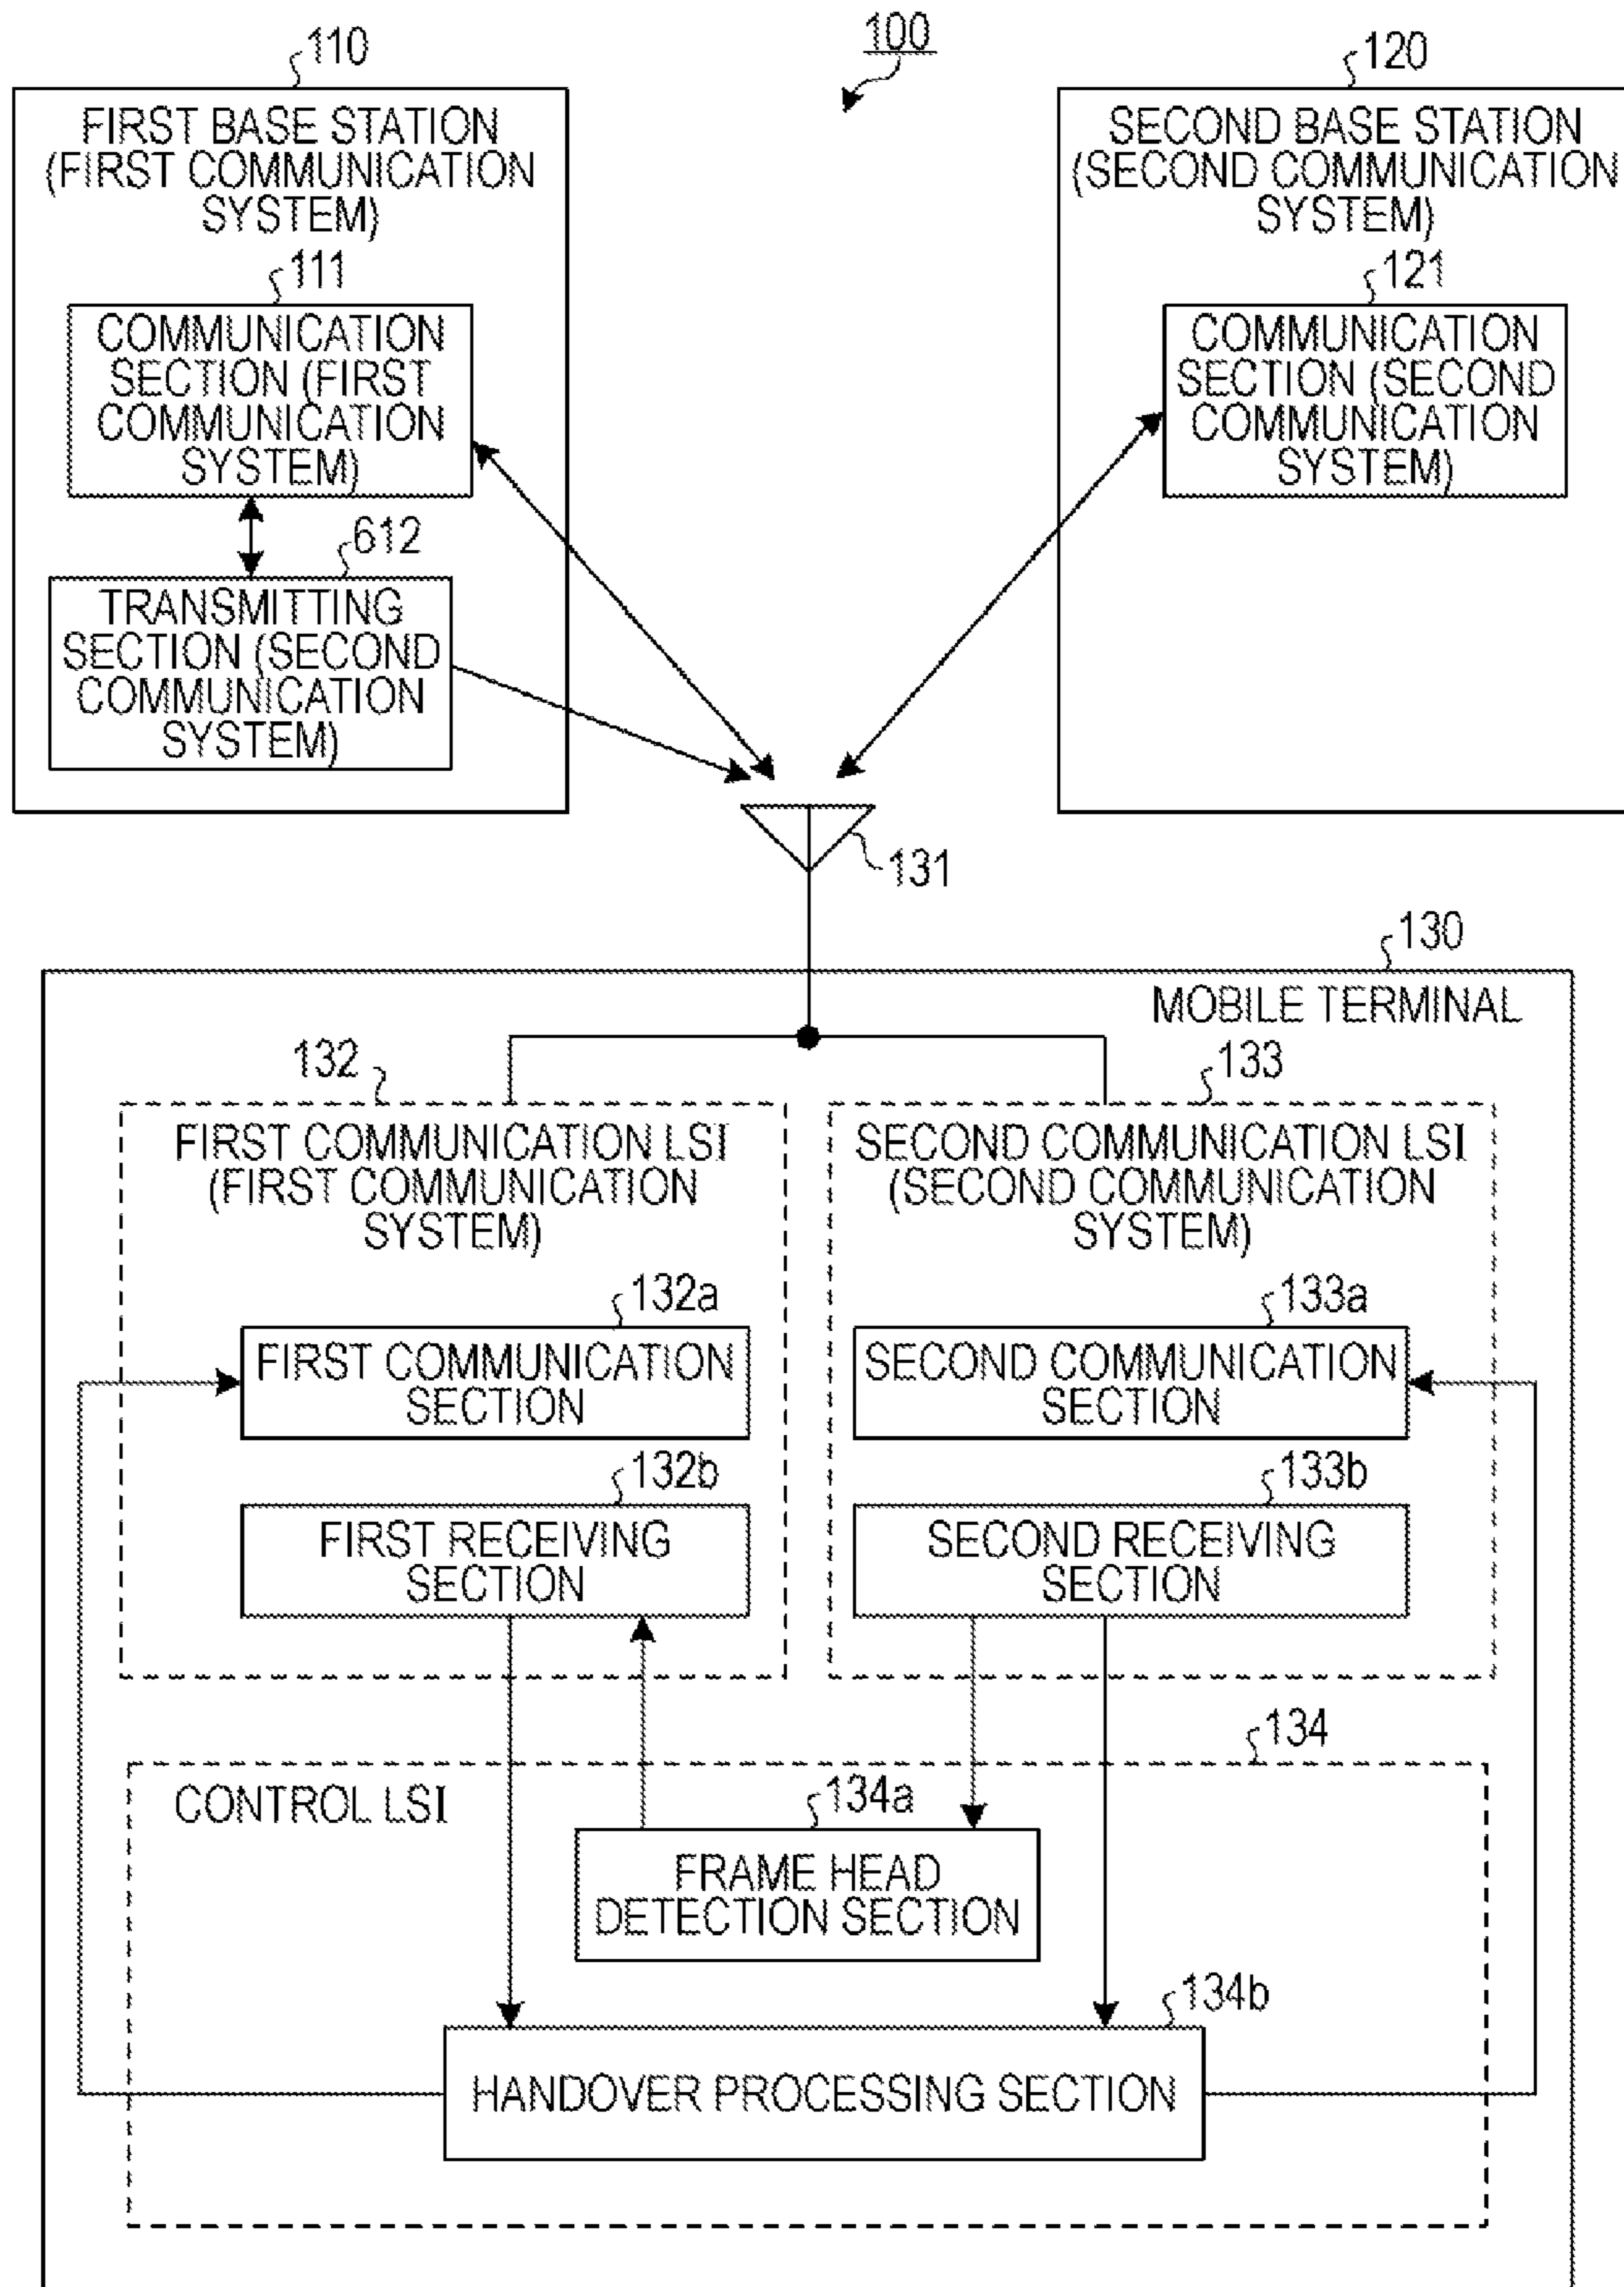 100
110
FIRST BASE STATION
(FIRST COMMUNICATION
SYSTEM)
111
COMMUNICATION
SECTION (FIRST
COMMUNICATION
SYSTEM)
612
TRANSMITTING
SECTION (SECOND
COMMUNICATION
SYSTEM)
120
SECOND BASE STATION
(SECOND COMMUNICATION
SYSTEM)
121
COMMUNICATION
SECTION (SECOND
COMMUNICATION
SYSTEM)
131
130
MOBILE TERMINAL
132
FIRST COMMUNICATION LSI
(FIRST COMMUNICATION
SYSTEM)
132a
FIRST COMMUNICATION
SECTION
132b
FIRST RECEIVING
SECTION
133
SECOND COMMUNICATION LSI
(SECOND COMMUNICATION
SYSTEM)
133a
SECOND COMMUNICATION
SECTION
133b
SECOND RECEIVING
SECTION
134
CONTROL LSI
134a
FRAME HEAD
DETECTION SECTION
134b
HANDOVER PROCESSING SECTION